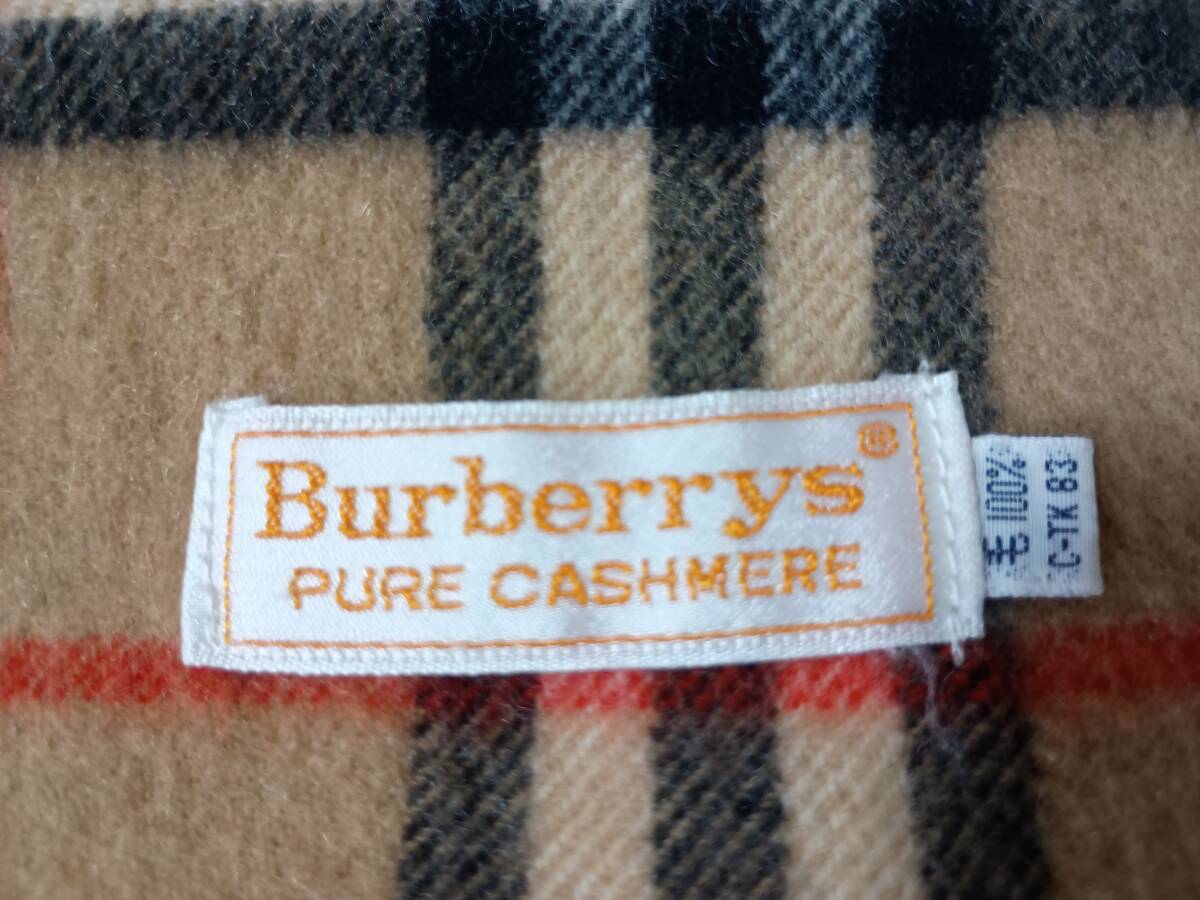 Burberrys®
PURE CASHMERE
毛 100%
C-TK 83